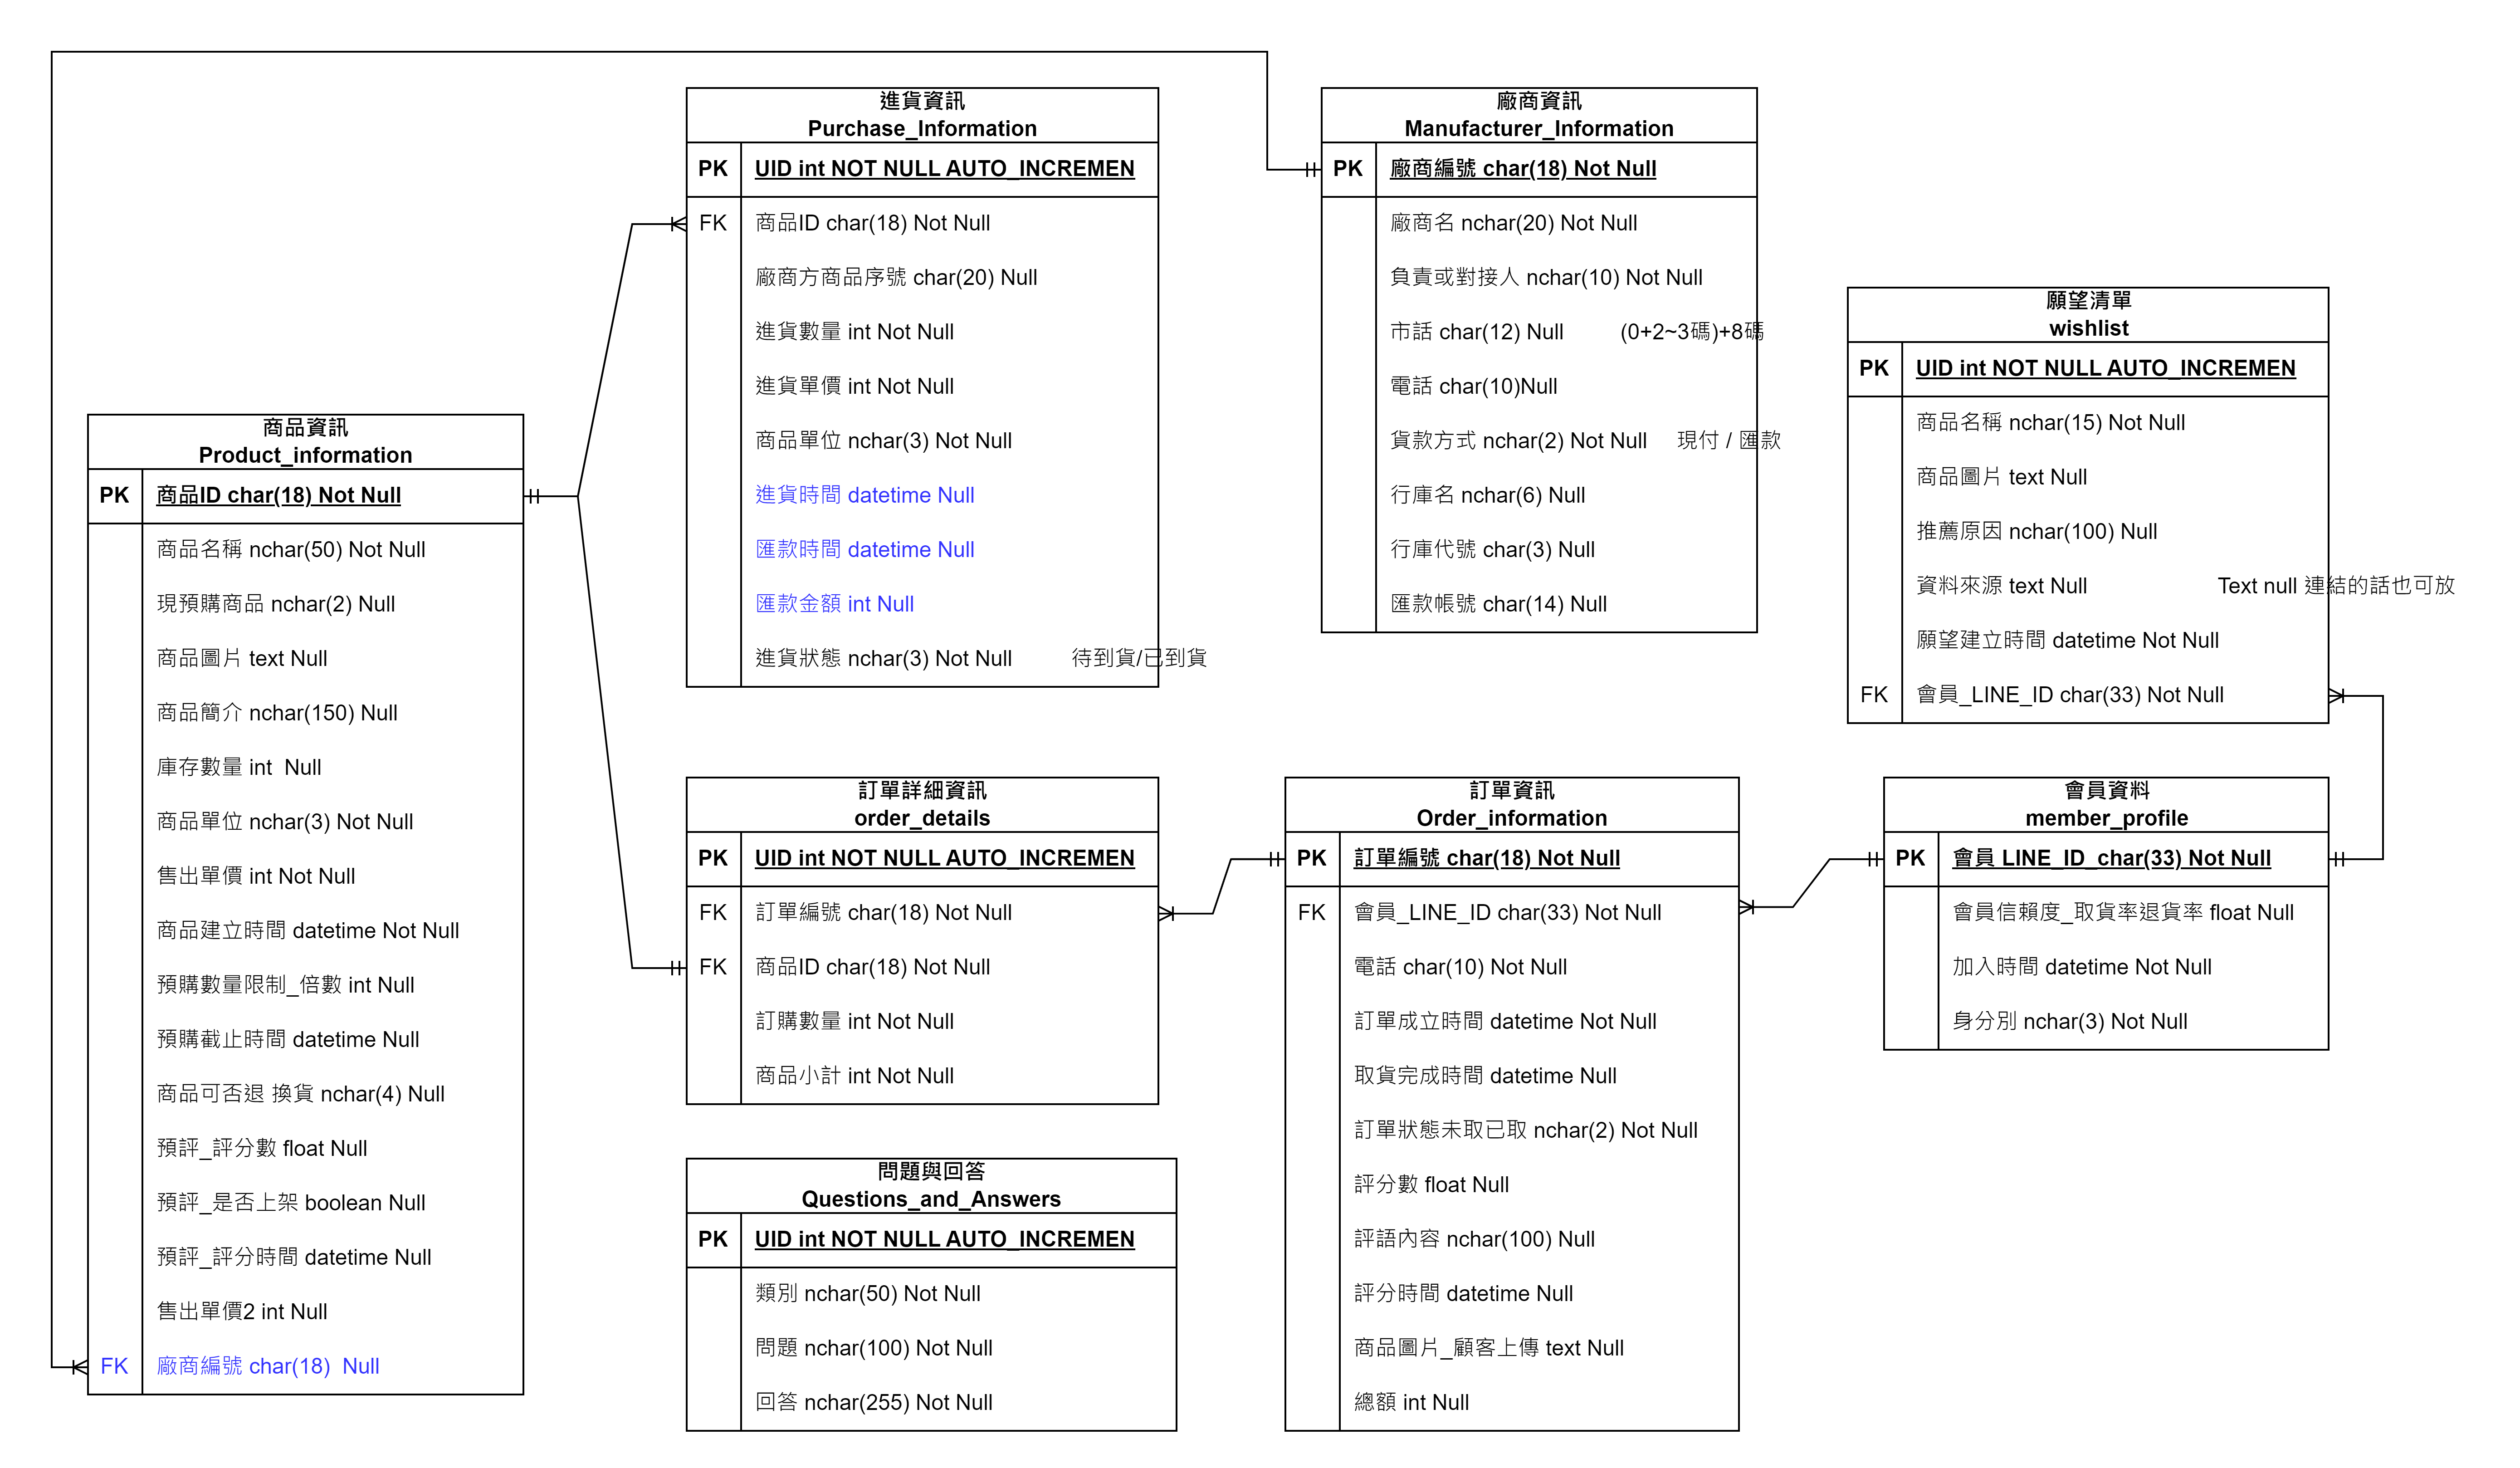 進貨資訊
Purchase_Information
PK UID int NOT NULL AUTO_INCREMEN
FK 商品ID char(18) Not Null
廠商方商品序號 char(20) Null
進貨數量 int Not Null
進貨單價 int Not Null
商品單位 nchar(3) Not Null
進貨時間 datetime Null
匯款時間 datetime Null
匯款金額 int Null
進貨狀態 nchar(3) Not Null 待到貨/已到貨
廠商資訊
Manufacturer_Information
PK 廠商編號 char(18) Not Null
廠商名 nchar(20) Not Null
負責或對接人 nchar(10) Not Null
市話 char(12) Null (0+2~3碼)+8碼
電話 char(10)Null
貨款方式 nchar(2) Not Null 現付 / 匯款
行庫名 nchar(6) Null
行庫代號 char(3) Null
匯款帳號 char(14) Null
願望清單
wishlist
PK UID int NOT NULL AUTO_INCREMEN
商品名稱 nchar(15) Not Null
商品圖片 text Null
推薦原因 nchar(100) Null
資料來源 text Null Text null 連結的話也可放
願望建立時間 datetime Not Null
FK 會員_LINE_ID char(33) Not Null
商品資訊
Product_information
PK 商品ID char(18) Not Null
商品名稱 nchar(50) Not Null
現預購商品 nchar(2) Null
商品圖片 text Null
商品簡介 nchar(150) Null
庫存數量 int  Null
商品單位 nchar(3) Not Null
售出單價 int Not Null
商品建立時間 datetime Not Null
預購數量限制_倍數 int Null
預購截止時間 datetime Null
商品可否退 換貨 nchar(4) Null
預評_評分數 float Null
預評_是否上架 boolean Null
預評_評分時間 datetime Null
售出單價2 int Null
FK 廠商編號 char(18)  Null
訂單詳細資訊
order_details
PK UID int NOT NULL AUTO_INCREMEN
FK 訂單編號 char(18) Not Null
FK 商品ID char(18) Not Null
訂購數量 int Not Null
商品小計 int Not Null
訂單資訊
Order_information
PK 訂單編號 char(18) Not Null
FK 會員_LINE_ID char(33) Not Null
電話 char(10) Not Null
訂單成立時間 datetime Not Null
取貨完成時間 datetime Null
訂單狀態未取已取 nchar(2) Not Null
評分數 float Null
評語內容 nchar(100) Null
評分時間 datetime Null
商品圖片_顧客上傳 text Null
總額 int Null
會員資料
member_profile
PK 會員 LINE_ID_char(33) Not Null
會員信賴度_取貨率退貨率 float Null
加入時間 datetime Not Null
身分別 nchar(3) Not Null
問題與回答
Questions_and_Answers
PK UID int NOT NULL AUTO_INCREMEN
類別 nchar(50) Not Null
問題 nchar(100) Not Null
回答 nchar(255) Not Null